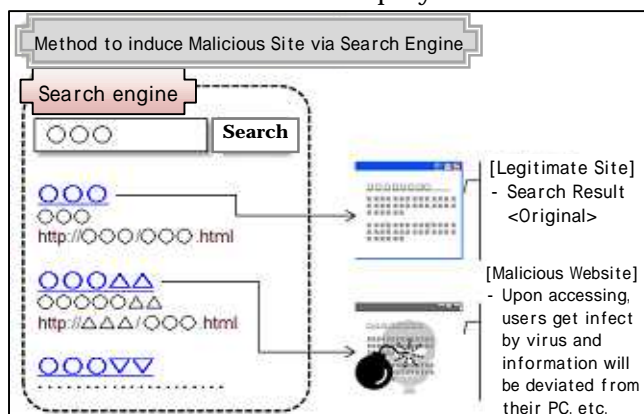 Method to induce Malicious Site via Search Engine
Search engine
○○○
Search
○○○
○○○
http://○○○/○○○.html
○○○△△
○○○○○△△
http://△△△/○○○.html
○○○▽▽
[Legitimate Site]
- Search Result
<Original>
[Malicious Website]
- Upon accessing,
users get infect
by virus and
information will
be deviated from
their PC, etc.